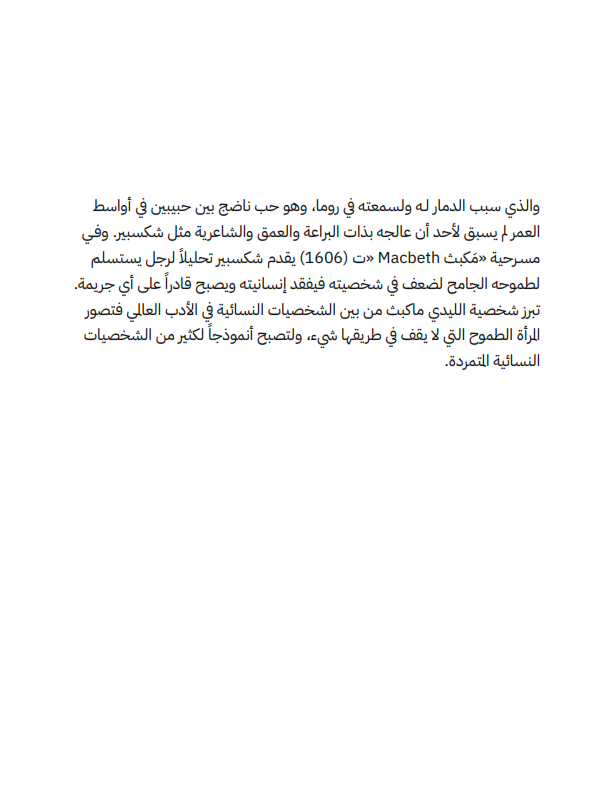 والذي سبب الدمار لـه ولسمعته في روما، وهو حب ناضج بين حبيبين في أواسط
العمر لم يسبق لأحد أن عالجه بذات البراعة والعمق والشاعرية مثل شكسبير. وفـي
مسـرحية «مَكبث Macbeth «ت (1606) يقدم شكسبير تحليلاً لرجل يستسلم
لطموحه الجامح لضعف في شخصيته فيفقد إنسانيته ويصبح قادراً على أي جريمة.
تبرز شخصية الليدي ماكبث من بين الشخصيات النسائية في الأدب العالمي فتصور
المرأة الطموح التي لا يقف في طريقها شيء، ولتصبح أنموذجاً لكثير من الشخصيات
النسائية المتمردة.